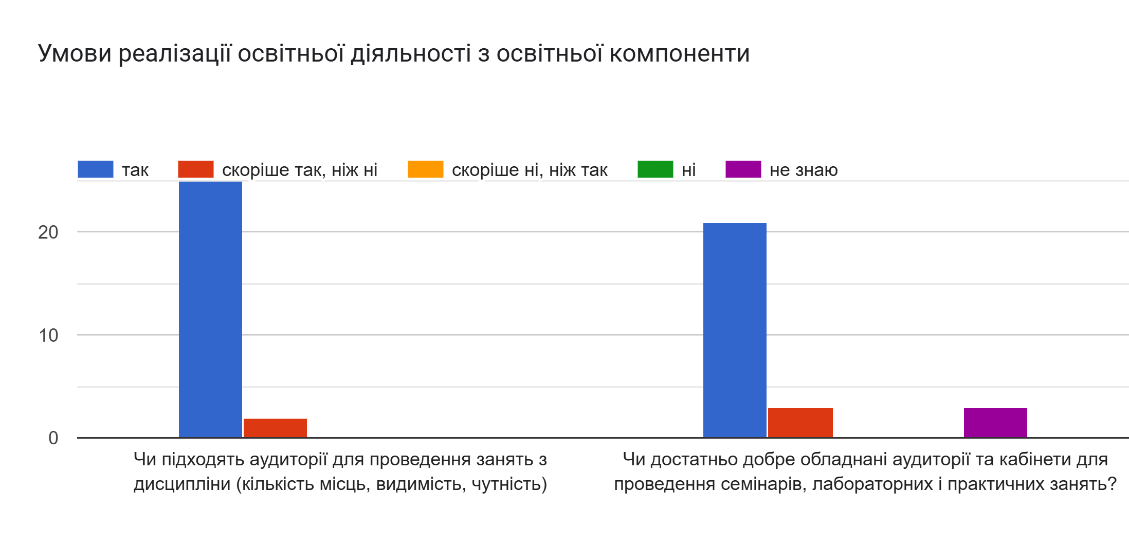 Умови реалізації освітньої діяльності з освітньої компоненти
так
скоріше так, ніж ні
скоріше ні, ніж так
ні
не знаю
20
10
0
Чи підходять аудиторії для проведення занять з
дисципліни (кількість місць, видимість, чутність)
Чи достатньо добре обладнані аудиторії та кабінети для
проведення семінарів, лабораторних і практичних занять?